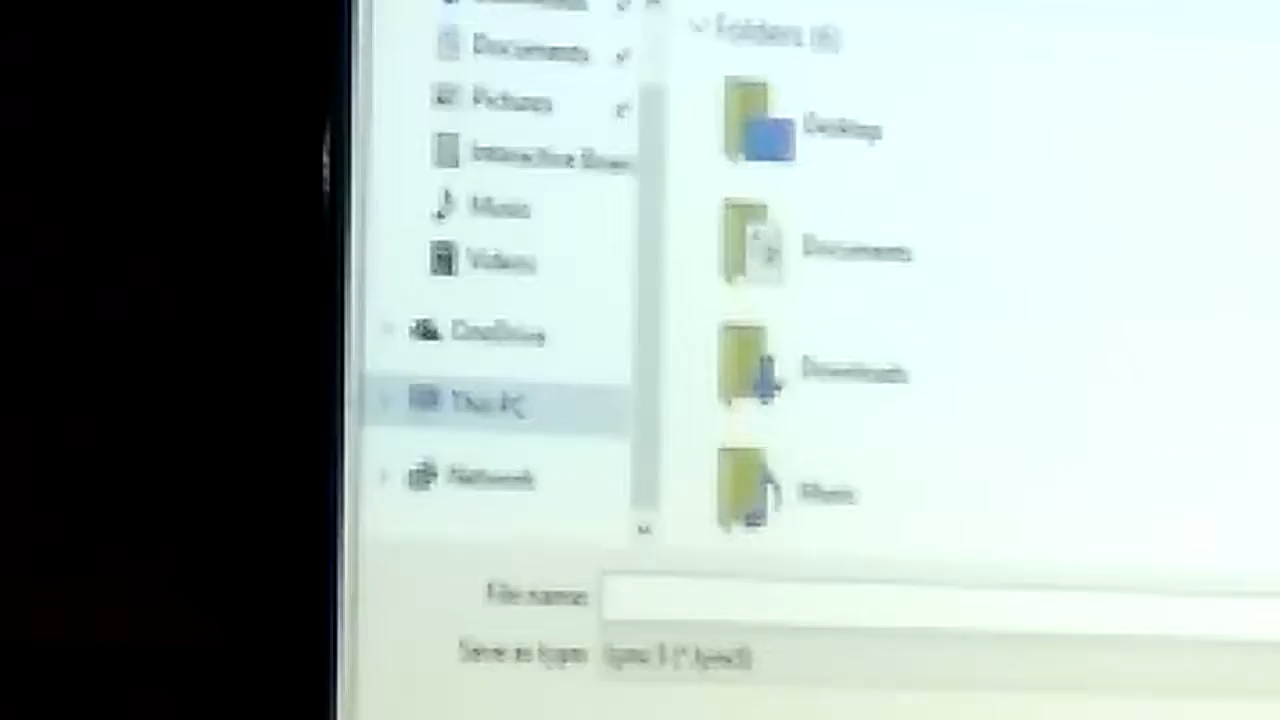 Documents
Pictures
Interactive
Music
Videos
OneDrive
This PC
Network
Folders (6)
Desktop
Documents
Downloads
Music
File name:
Save as type: